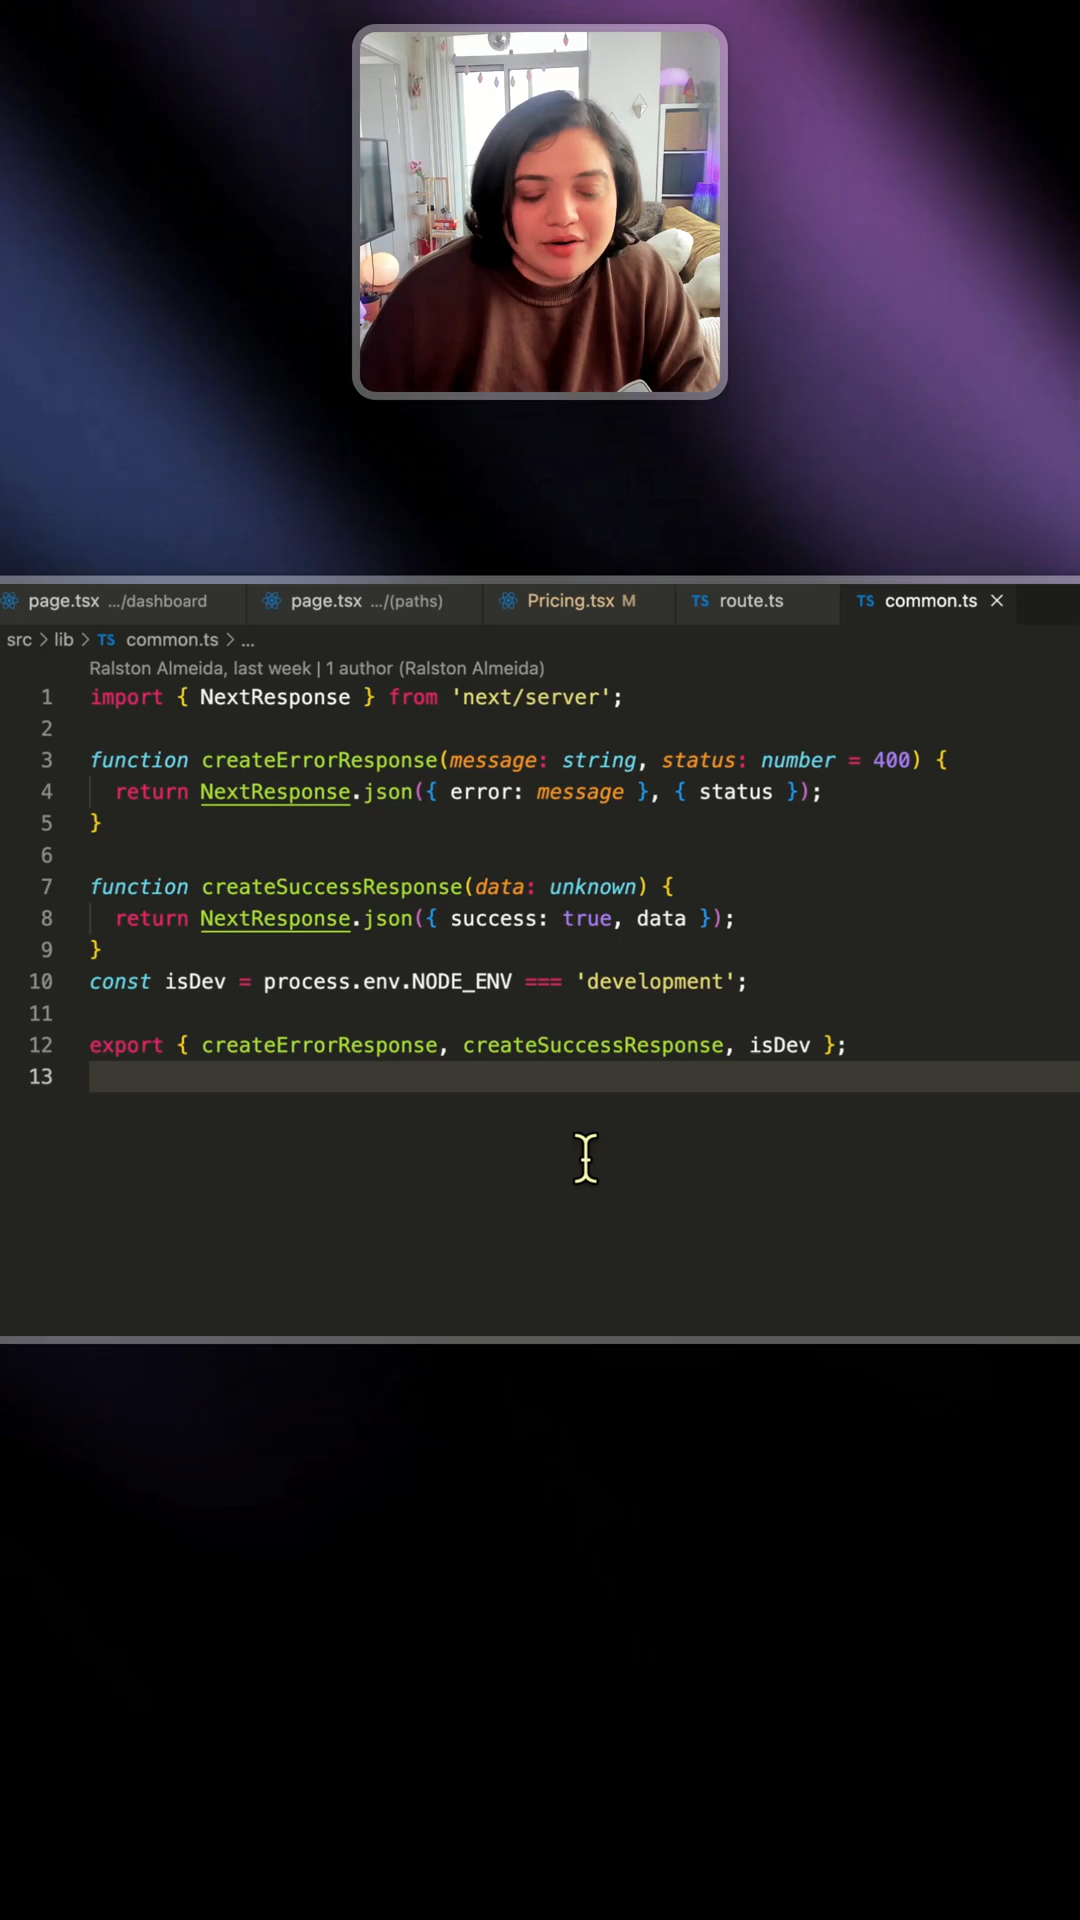 page.tsx .../dashboard page.tsx .../(paths) Pricing.tsx M TS route.ts TS common.ts ×
src > lib > TS common.ts > ...
Ralston Almeida, last week | 1 author (Ralston Almeida)
1 import { NextResponse } from 'next/server';
2
3 function createErrorResponse(message: string, status: number = 400) {
4 return NextResponse.json({ error: message }, { status });
5 }
6
7 function createSuccessResponse(data: unknown) {
8 return NextResponse.json({ success: true, data });
9 }
10 const isDev = process.env.NODE_ENV === 'development';
11
12 export { createErrorResponse, createSuccessResponse, isDev };
13